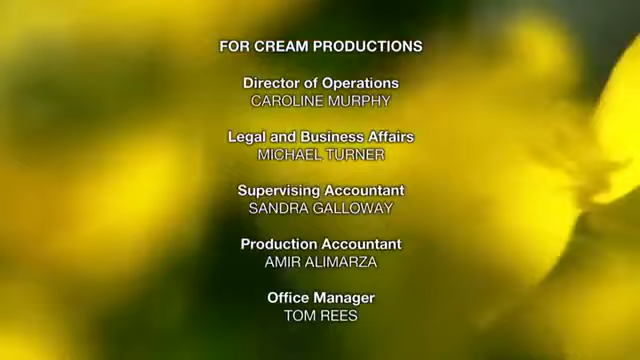 FOR CREAM PRODUCTIONS
Director of Operations
CAROLINE MURPHY
Legal and Business Affairs
MICHAEL TURNER
Supervising Accountant
SANDRA GALLOWAY
Production Accountant
AMIR ALIMARZA
Office Manager
TOM REES